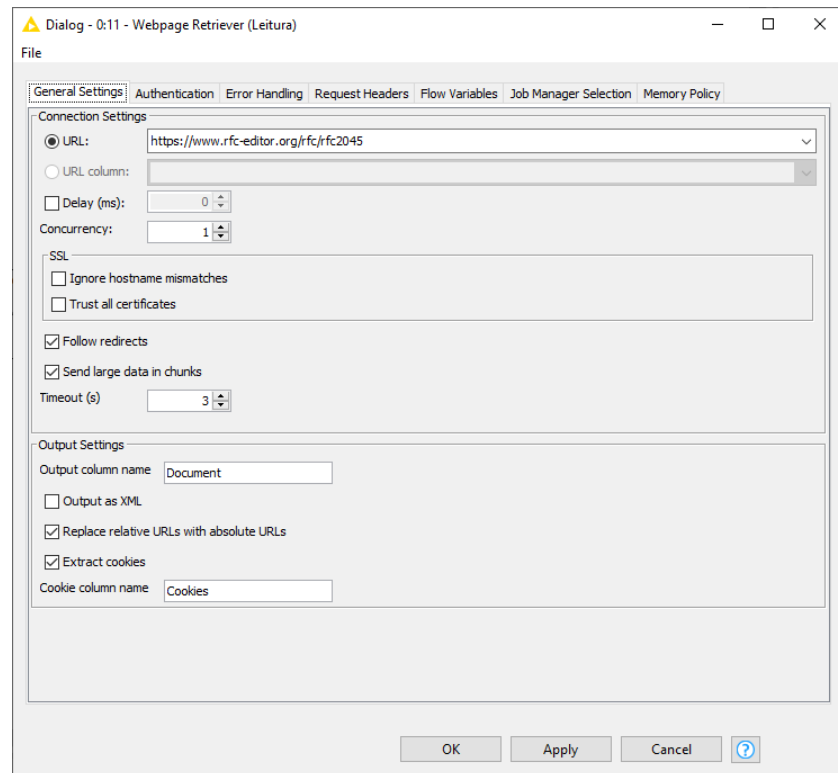 Dialog - 0:11 - Webpage Retriever (Leitura)
File
General Settings Authentication Error Handling Request Headers Flow Variables Job Manager Selection Memory Policy
Connection Settings
URL: https://www.rfc-editor.org/rfc/rfc2045
URL column:
Delay (ms): 0
Concurrency: 1
SSL
Ignore hostname mismatches
Trust all certificates
Follow redirects
Send large data in chunks
Timeout (s) 3
Output Settings
Output column name Document
Output as XML
Replace relative URLs with absolute URLs
Extract cookies
Cookie column name Cookies
OK Apply Cancel ?